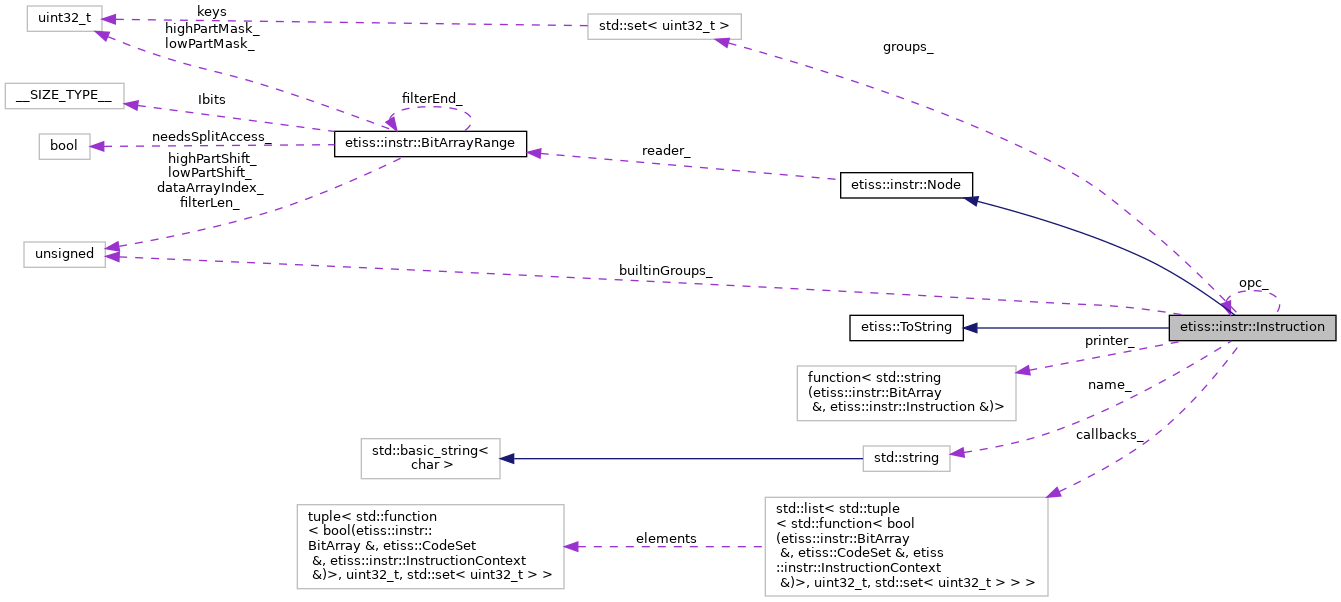 uint32_t
keys
highPartMask_
lowPartMask_
std::set< uint32_t >
groups_
__SIZE_TYPE__
lbits
filterEnd_
bool
needsSplitAccess_
etiss::instr::BitArrayRange
highPartShift_
lowPartShift_
dataArrayIndex_
filterLen_
reader_
etiss::instr::Node
unsigned
builtinGroups_
opc_
etiss::ToString
etiss::instr::Instruction
printer_
function< std::string
(etiss::instr::BitArray
&, etiss::instr::Instruction &)>
name_
callbacks_
std::basic_string<
char >
std::string
tuple< std::function
< bool(etiss::instr::
BitArray &, etiss::CodeSet
&, etiss::instr::InstructionContext
&)>, uint32_t, std::set< uint32_t > >
elements
std::list< std::tuple
< std::function< bool
(etiss::instr::BitArray
&, etiss::CodeSet &, etiss
::instr::InstructionContext
&)>, uint32_t, std::set< uint32_t > > >